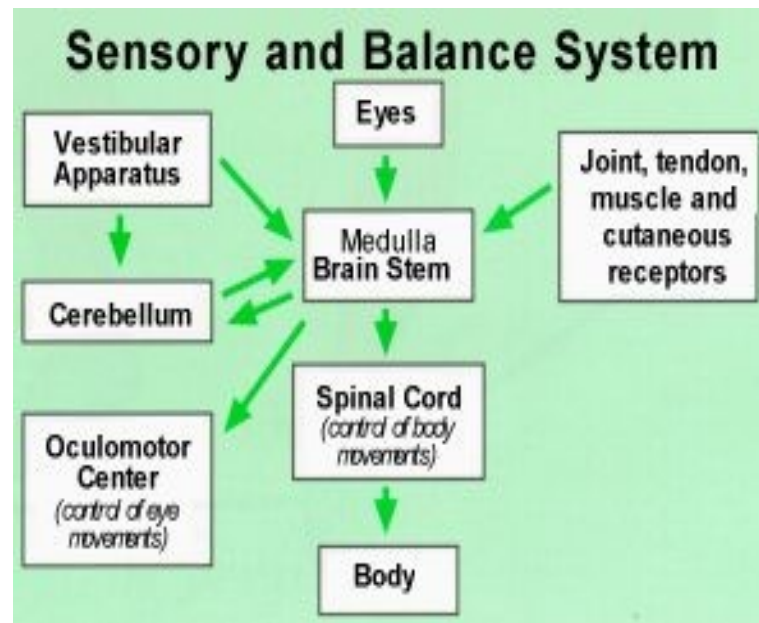 Sensory and Balance System
Eyes
Vestibular
Apparatus
Joint, tendon,
muscle and
cutaneous
receptors
Medulla
Brain Stem
Cerebellum
Spinal Cord
(control of body
movements)
Oculomotor
Center
(control of eye
movements)
Body